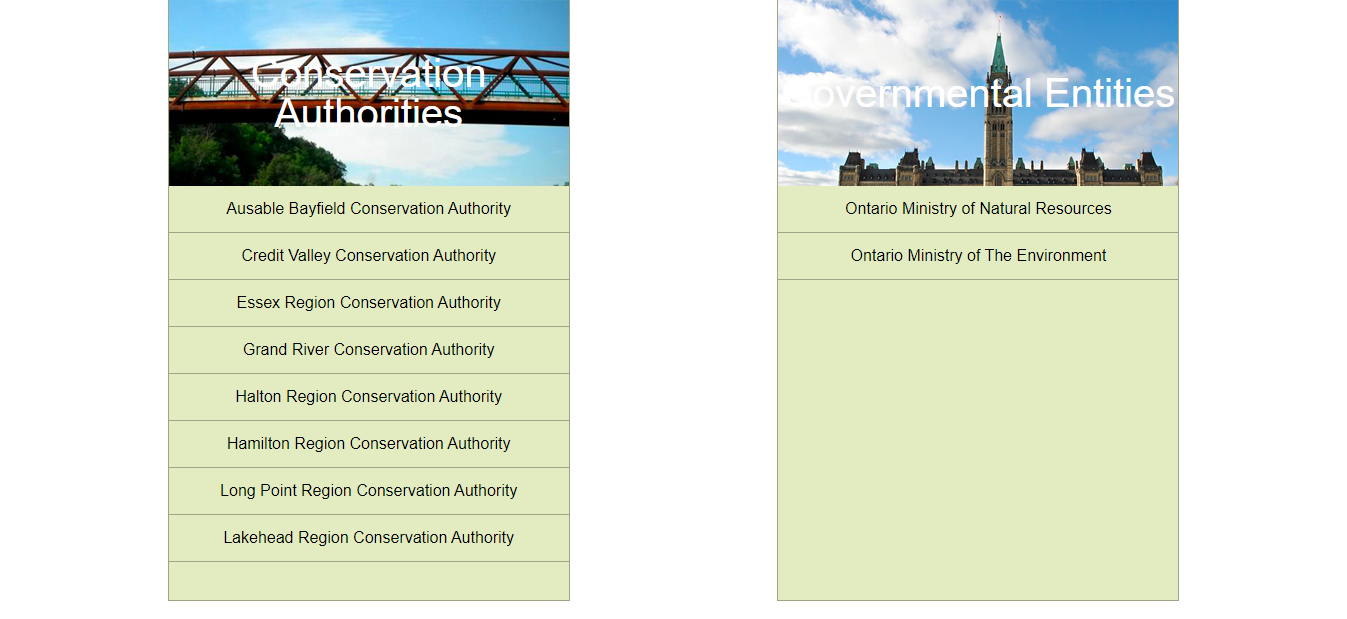 Conservation
Authorities
Ausable Bayfield Conservation Authority
Credit Valley Conservation Authority
Essex Region Conservation Authority
Grand River Conservation Authority
Halton Region Conservation Authority
Hamilton Region Conservation Authority
Long Point Region Conservation Authority
Lakehead Region Conservation Authority
Governmental Entities
Ontario Ministry of Natural Resources
Ontario Ministry of The Environment